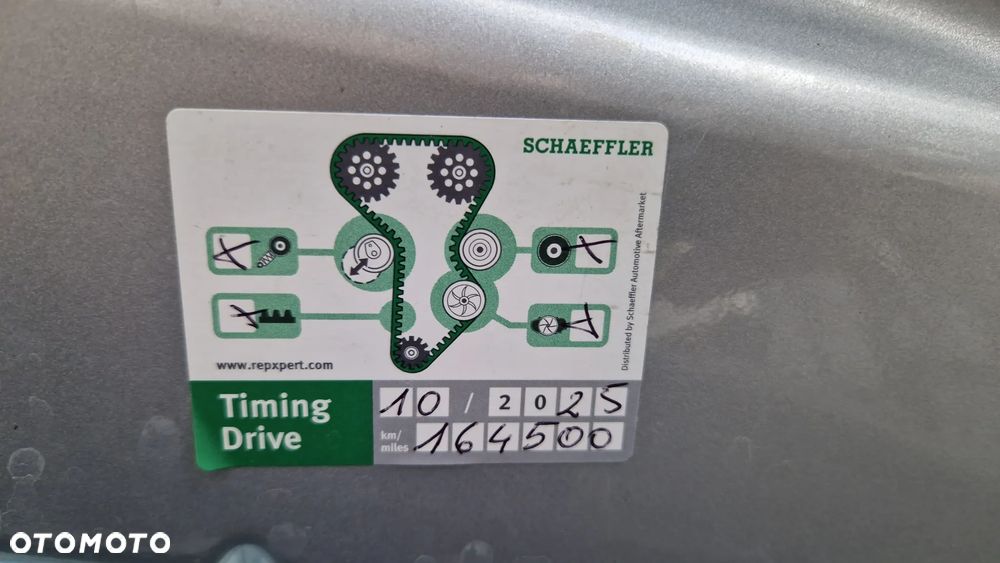 SCHAEFFLER
X
X
X
X
Distributed by Schaeffler Automotive Aftermarket
www.repxpert.com
Timing
Drive
10 / 2025
km/
miles
164500
OTOMOTO